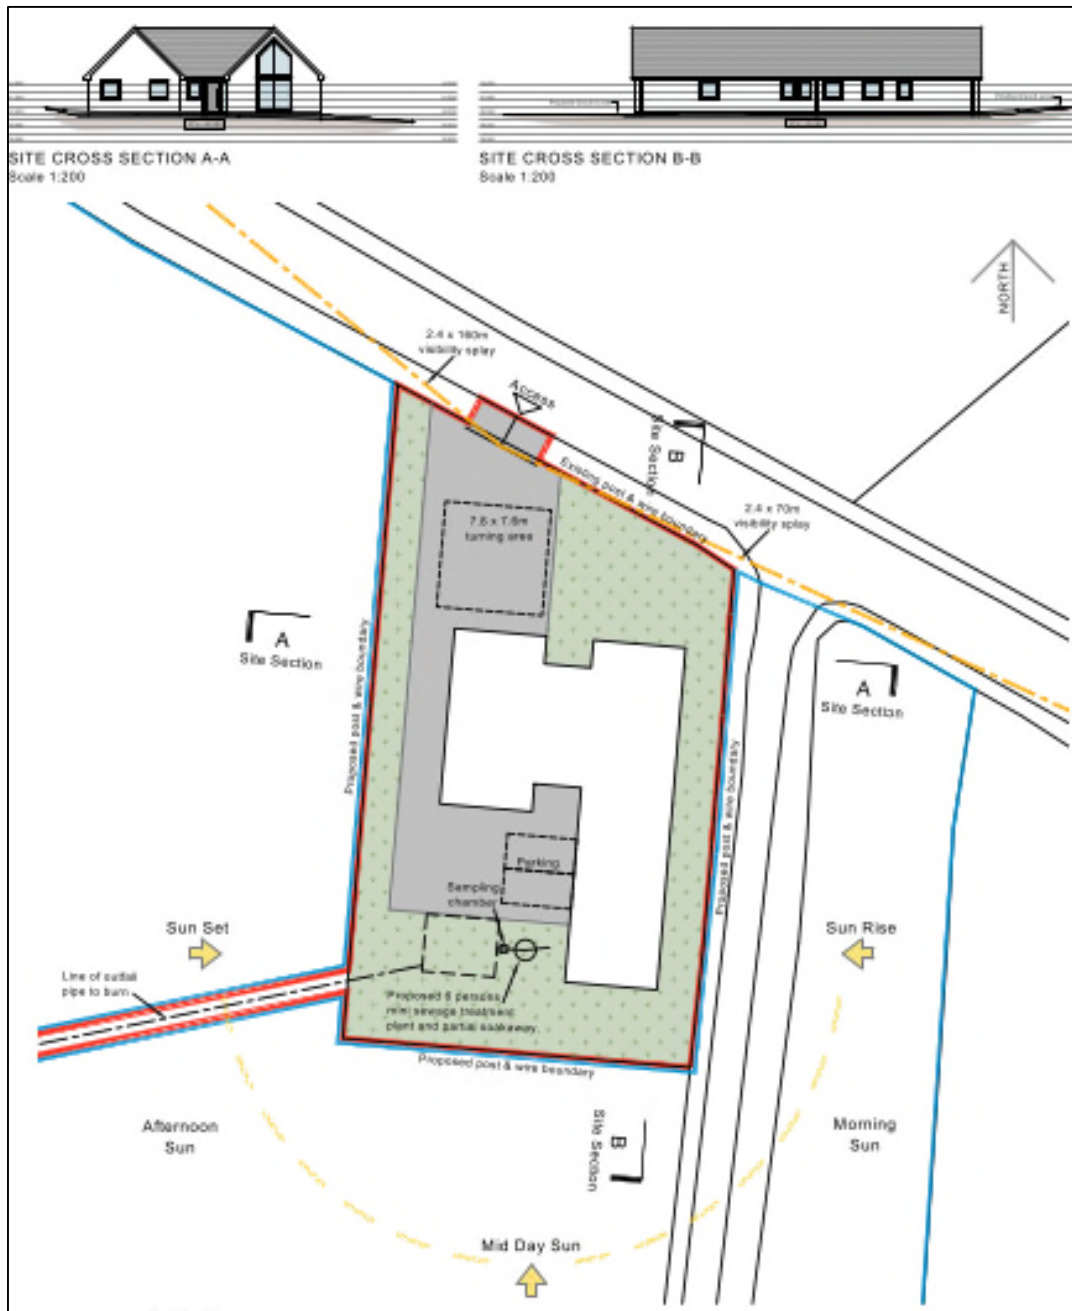 SITE CROSS SECTION A-A
Scale 1:200
SITE CROSS SECTION B-B
Scale 1:200
NORTH
2.4 x 160m
visibility splay
Access
Site Section
B
Existing post & wire boundary
2.4 x 70m
visibility splay
7.6 x 7.6m
turning area
A
Site Section
A
Site Section
Proposed post & wire boundary
Proposed post & wire boundary
Parking
Sampling
chamber
Sun Set
Sun Rise
Line of outfall
pipe to burn
Proposed 6 persons
mini sewage treatment
plant and partial soakaway.
Proposed post & wire boundary
Afternoon
Sun
Site Section
B
Morning
Sun
Mid Day Sun